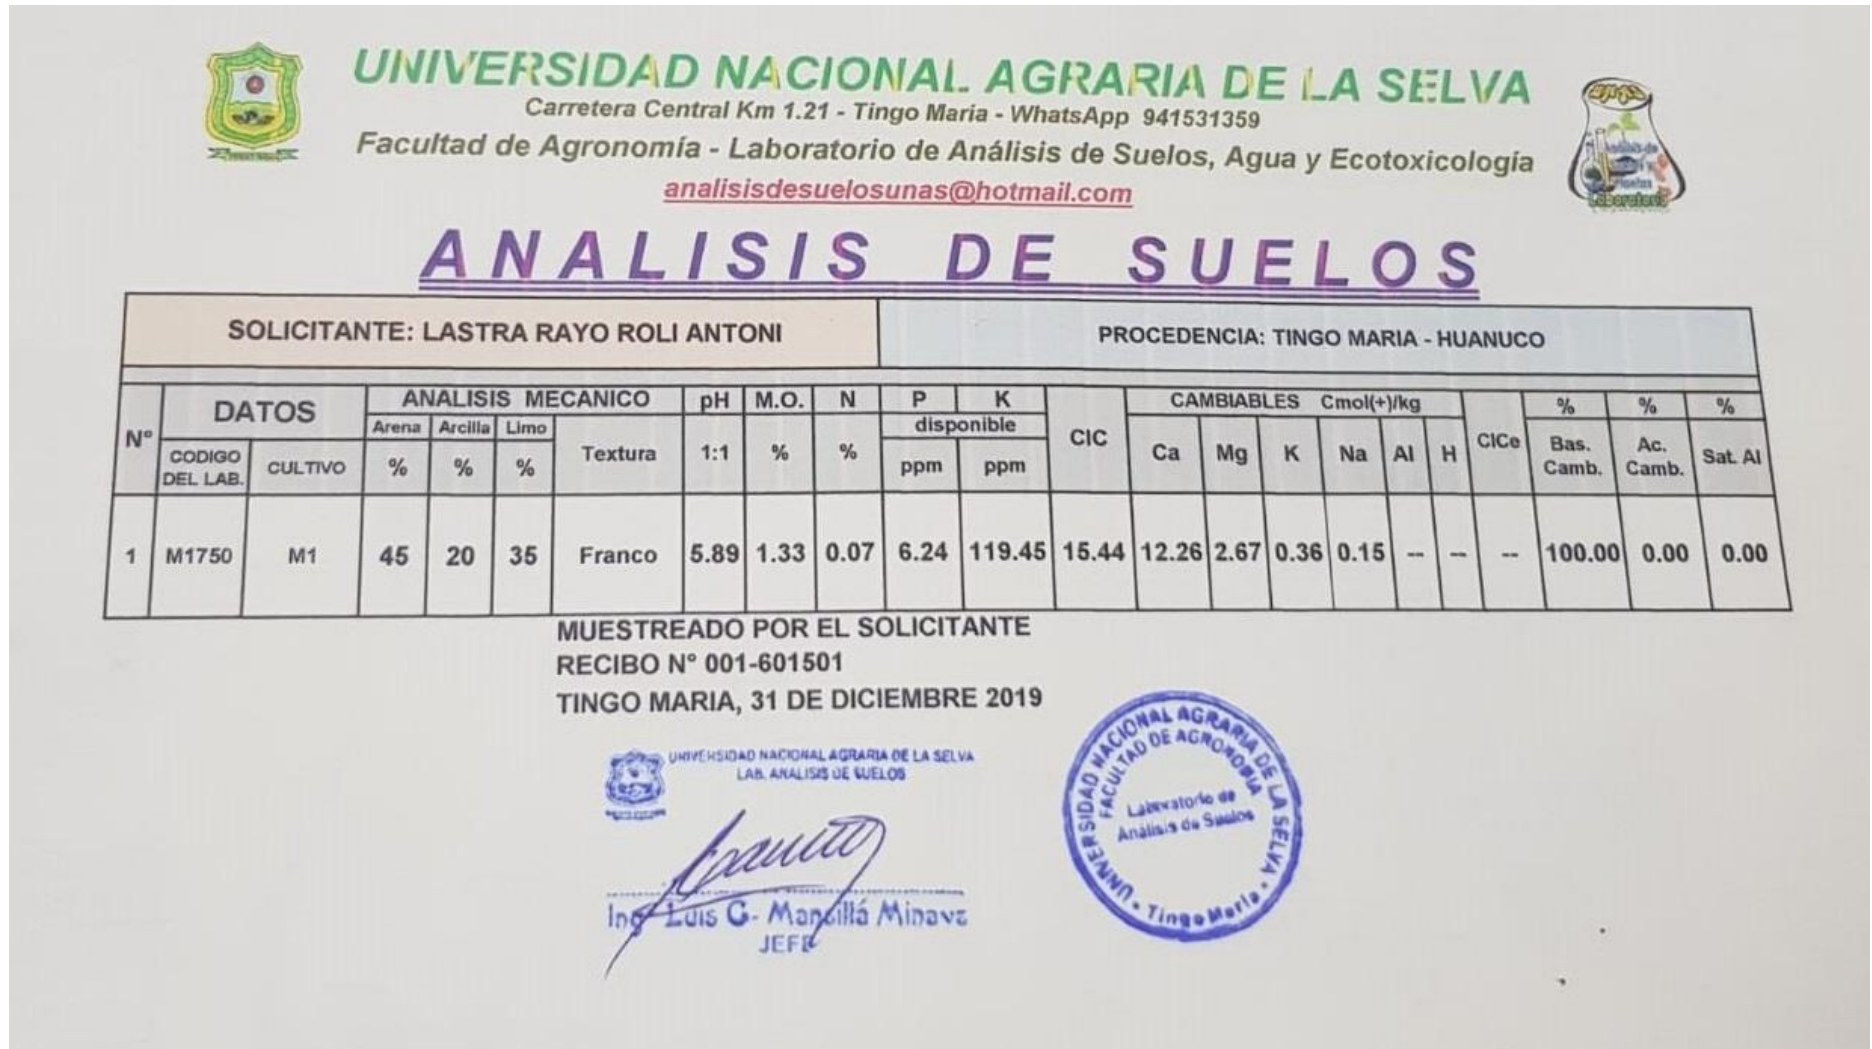 UNIVERSIDAD NACIONAL AGRARIA DE LA SELVA
Carretera Central Km 1.21 - Tingo Maria - WhatsApp 941531359
Facultad de Agronomía - Laboratorio de Análisis de Suelos, Agua y Ecotoxicología
analisisdesuelosunas@hotmail.com
ANALISIS DE SUELOS
SOLICITANTE: LASTRA RAYO ROLI ANTONI PROCEDENCIA: TINGO MARIA - HUANUCO
N° DATOS ANALISIS MECANICO pH M.O. N P K CIC CAMBIABLES Cmol(+)/kg CICe % % %
Arena Arcilla Limo Textura disponible
CODIGO DEL LAB. CULTIVO % % % 1:1 % % ppm ppm Ca Mg K Na Al H Bas. Camb. Ac. Camb. Sat. Al
1 M1750 M1 45 20 35 Franco 5.89 1.33 0.07 6.24 119.45 15.44 12.26 2.67 0.36 0.15 -- -- -- 100.00 0.00 0.00
MUESTREADO POR EL SOLICITANTE
RECIBO N° 001-601501
TINGO MARIA, 31 DE DICIEMBRE 2019
UNIVERSIDAD NACIONAL AGRARIA DE LA SELVA
LAB. ANALISIS DE SUELOS
Ing Luis G- Mansilla
JEFE
UNIVERSIDAD NACIONAL AGRARIA DE LA SELVA • Tingo Maria •
FACULTAD DE AGRONOMÍA
Laboratorio de
Análisis de Suelos